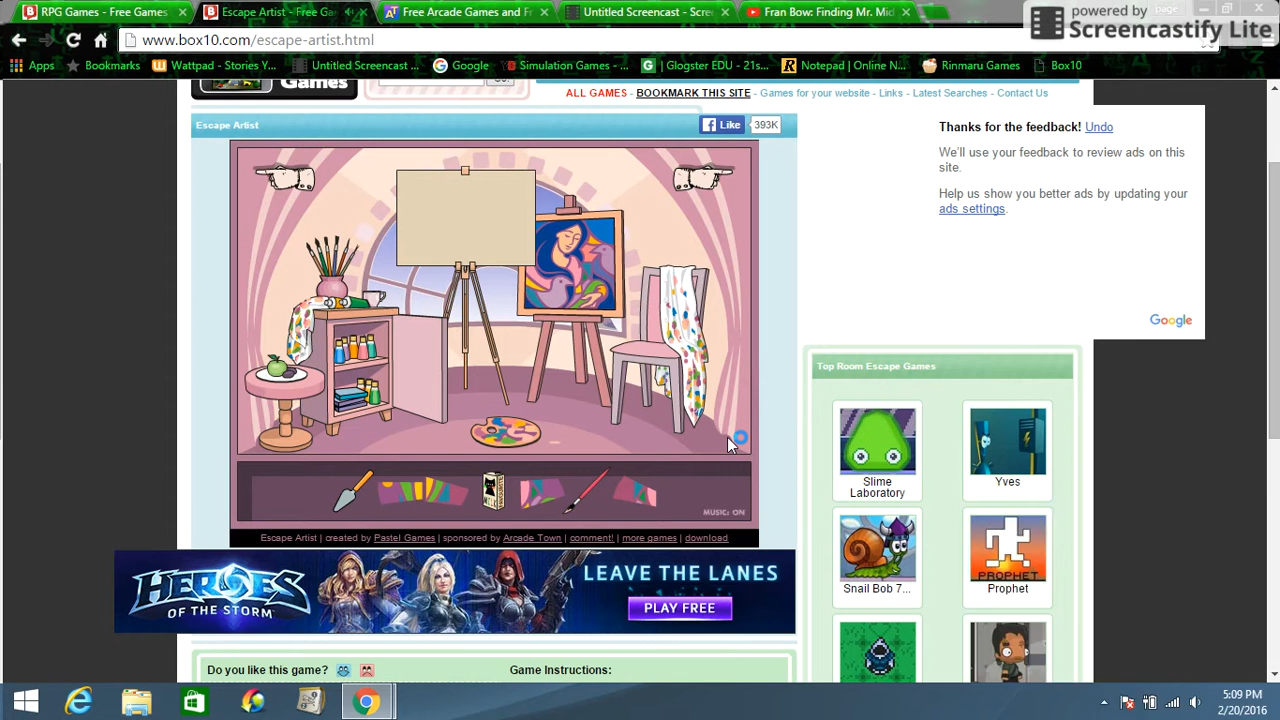 RPG Games - Free Games
Escape Artist - Free Gam
Free Arcade Games and Fr
Untitled Screencast - Scre
Fran Bow: Finding Mr. Mid
powered by
Screencastify Lite
www.box10.com/escape-artist.html
Apps
Bookmarks
Wattpad - Stories Y...
Untitled Screecast ...
Google
Simulation Games - ...
Glogster EDU - 21s...
Notepad | Online N...
Rinmaru Games
Box10
Games
ALL GAMES - BOOKMARK THIS SITE - Games for your website - Links - Latest Searches - Contact Us
Escape Artist
Like
393K
Thanks for the feedback! Undo
We'll use your feedback to review ads on this
site.
Help us show you better ads by updating your
ads settings.
Google
Top Room Escape Games
Slime
Laboratory
Yves
Snail Bob 7...
PROPHET
Prophet
MUSIC: ON
Escape Artist | created by Pastel Games | sponsored by Arcade Town | comment! | more games | download
HEROES
OF THE STORM
LEAVE THE LANES
PLAY FREE
Do you like this game?
Game Instructions:
5:09 PM
2/20/2016